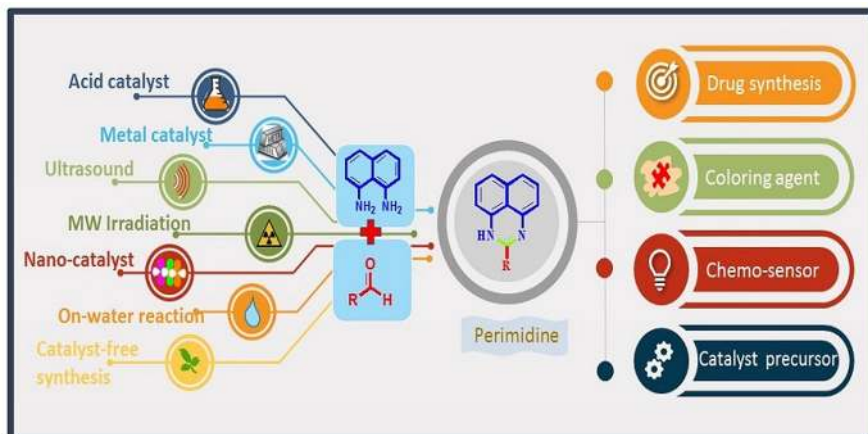 Acid catalyst
Metal catalyst
Ultrasound
MW Irradiation
Nano-catalyst
On-water reaction
Catalyst-free
synthesis
NH₂ NH₂
O
R H
HN N
R
Perimidine
Drug synthesis
Coloring agent
Chemo-sensor
Catalyst precursor